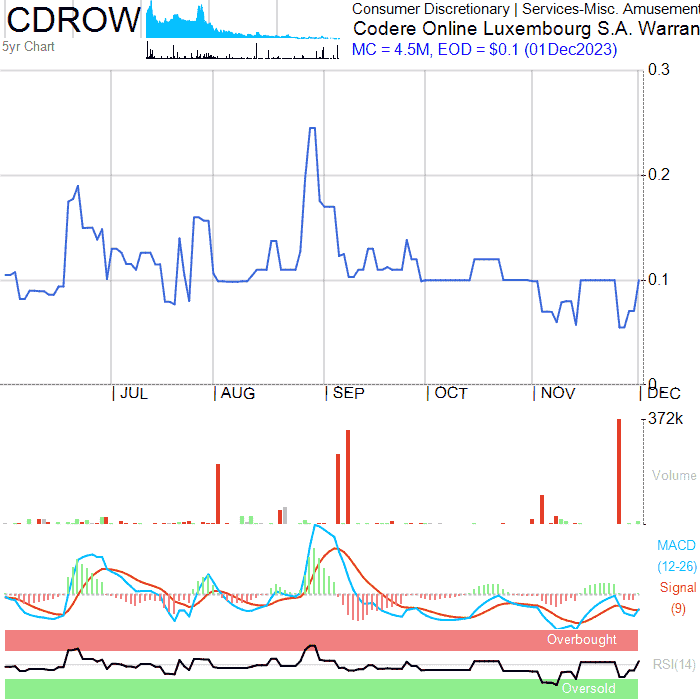 CDROW
5yr Chart
Consumer Discretionary | Services-Misc. Amusement
Codere Online Luxembourg S.A. Warran
MC = 4.5M, EOD = $0.1 (01Dec2023)
0.3
0.2
0.1
0
JUL AUG SEP OCT NOV DEC
372k
Volume
MACD
(12-26)
Signal
(9)
Overbought
RSI(14)
Oversold